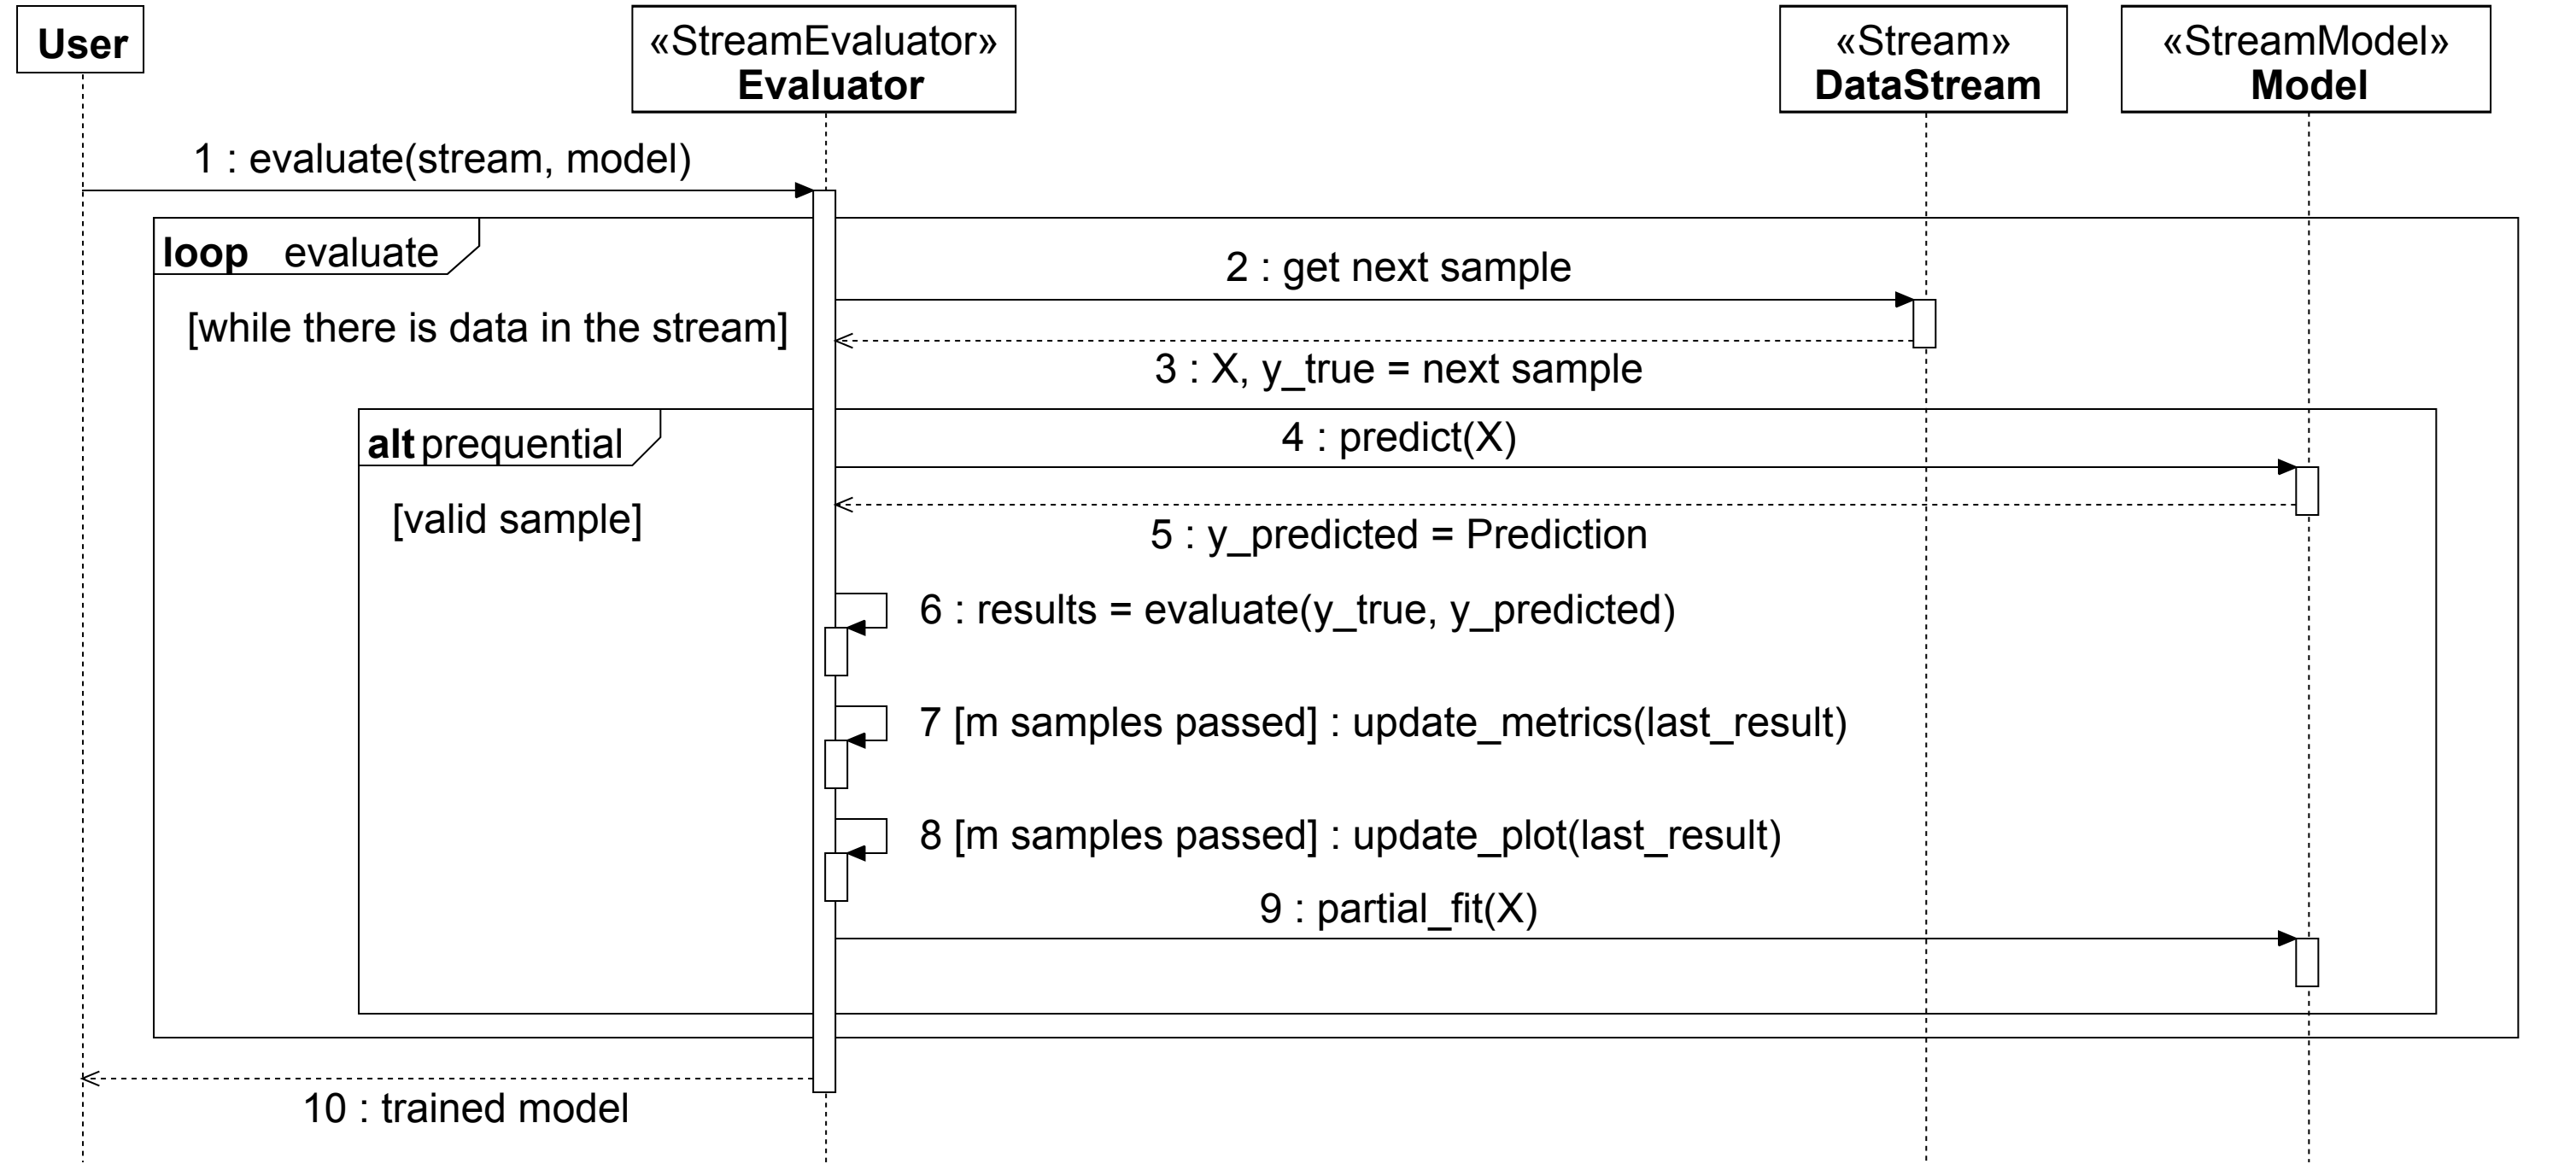 User
«StreamEvaluator»
Evaluator
«Stream»
DataStream
«StreamModel»
Model
1 : evaluate(stream, model)
loop evaluate
[while there is data in the stream]
2 : get next sample
3 : X, y_true = next sample
alt prequential
[valid sample]
4 : predict(X)
5 : y_predicted = Prediction
6 : results = evaluate(y_true, y_predicted)
7 [m samples passed] : update_metrics(last_result)
8 [m samples passed] : update_plot(last_result)
9 : partial_fit(X)
10 : trained model